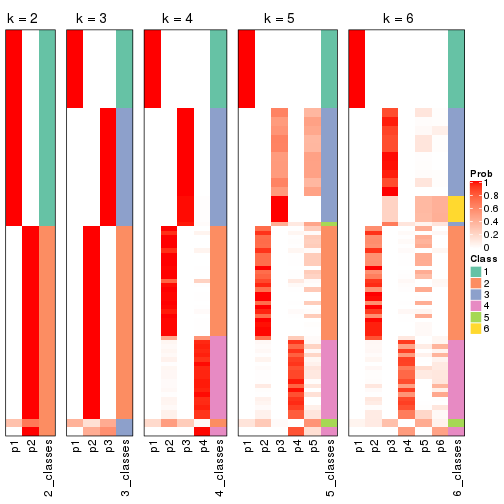 k = 2
k = 3
k = 4
k = 5
k = 6
p1
p2
2_classes
p1
p2
p3
3_classes
p1
p2
p3
p4
4_classes
p1
p2
p3
p4
p5
5_classes
p1
p2
p3
p4
p5
p6
6_classes
Prob
1
0.8
0.6
0.4
0.2
0
Class
1
2
3
4
5
6